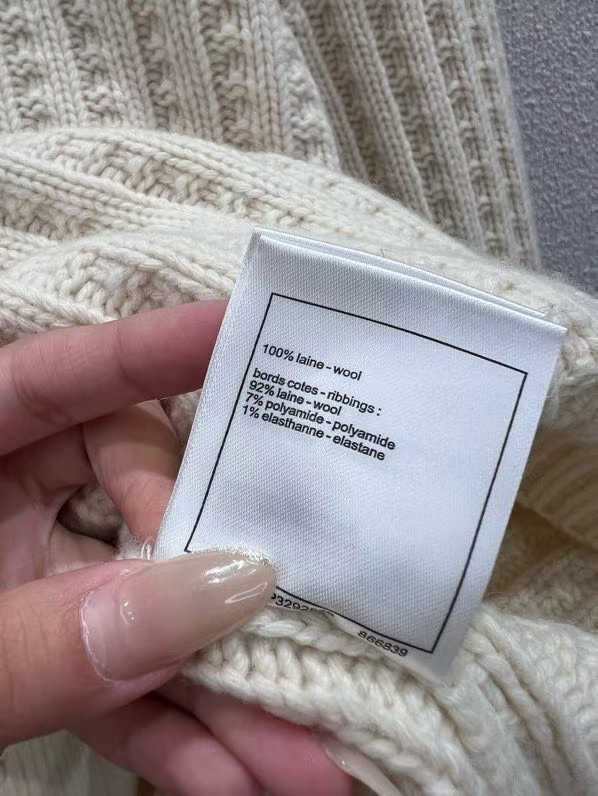 100% laine - wool
bords cotes - ribbings :
92% laine - wool
7% polyamide - polyamide
1% elasthanne - elastane
866839